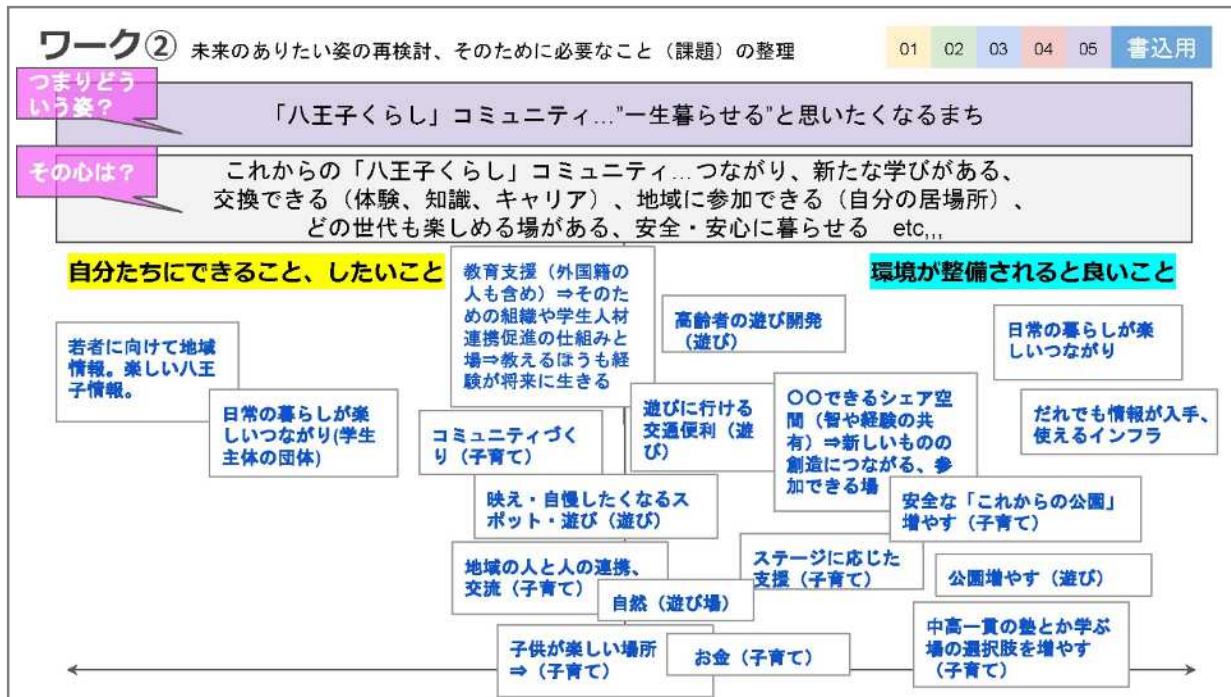 ワーク② 未来のありたい姿の再検討、そのために必要なこと（課題）の整理
01 02 03 04 05 書込用
つまりどう
いう姿？
「八王子くらし」コミュニティ…”一生暮らせる”と思いたくなるまち
その心は？
これからの「八王子くらし」コミュニティ…つながり、新たな学びがある、
交換できる（体験、知識、キャリア）、地域に参加できる（自分の居場所）、
どの世代も楽しめる場がある、安全・安心に暮らせる　etc,,,
自分たちにできること、したいこと
環境が整備されると良いこと
教育支援（外国籍の
人も含め）⇒そのた
めの組織や学生人材
連携促進の仕組みと
場⇒教えるほうも経
験が将来に生きる
高齢者の遊び開発
（遊び）
日常の暮らしが楽
しいつながり
若者に向けて地域
情報。楽しい八王
子情報。
日常の暮らしが楽
しいつながり(学生
主体の団体)
コミュニティづく
り（子育て）
遊びに行ける
交通便利（遊
び）
〇〇できるシェア空
間（智や経験の共
有）⇒新しいものの
創造につながる、参
加できる場
だれでも情報が入手、
使えるインフラ
映え・自慢したくなるス
ポット・遊び（遊び）
安全な「これからの公園」
増やす（子育て）
地域の人と人の連携、
交流（子育て）
ステージに応じた
支援（子育て）
公園増やす（遊び）
自然（遊び場）
子供が楽しい場所
⇒（子育て）
お金（子育て）
中高一貫の塾とか学ぶ
場の選択肢を増やす
（子育て）